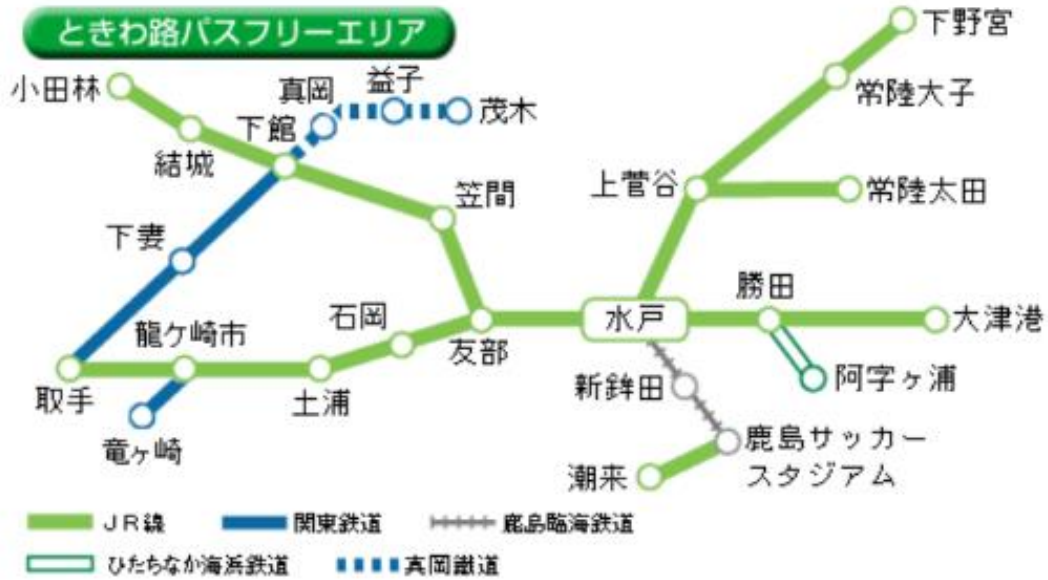 ときわ路パスフリーエリア
下野宮
小田林
真岡
益子
茂木
常陸大子
下館
結城
笠間
上菅谷
常陸太田
下妻
勝田
龍ケ崎市
石岡
友部
水戸
大津港
取手
土浦
新鉾田
阿字ヶ浦
竜ヶ崎
鹿島サッカー
スタジアム
潮来
JR線
関東鉄道
鹿島臨海鉄道
ひたちなか海浜鉄道
真岡鐵道